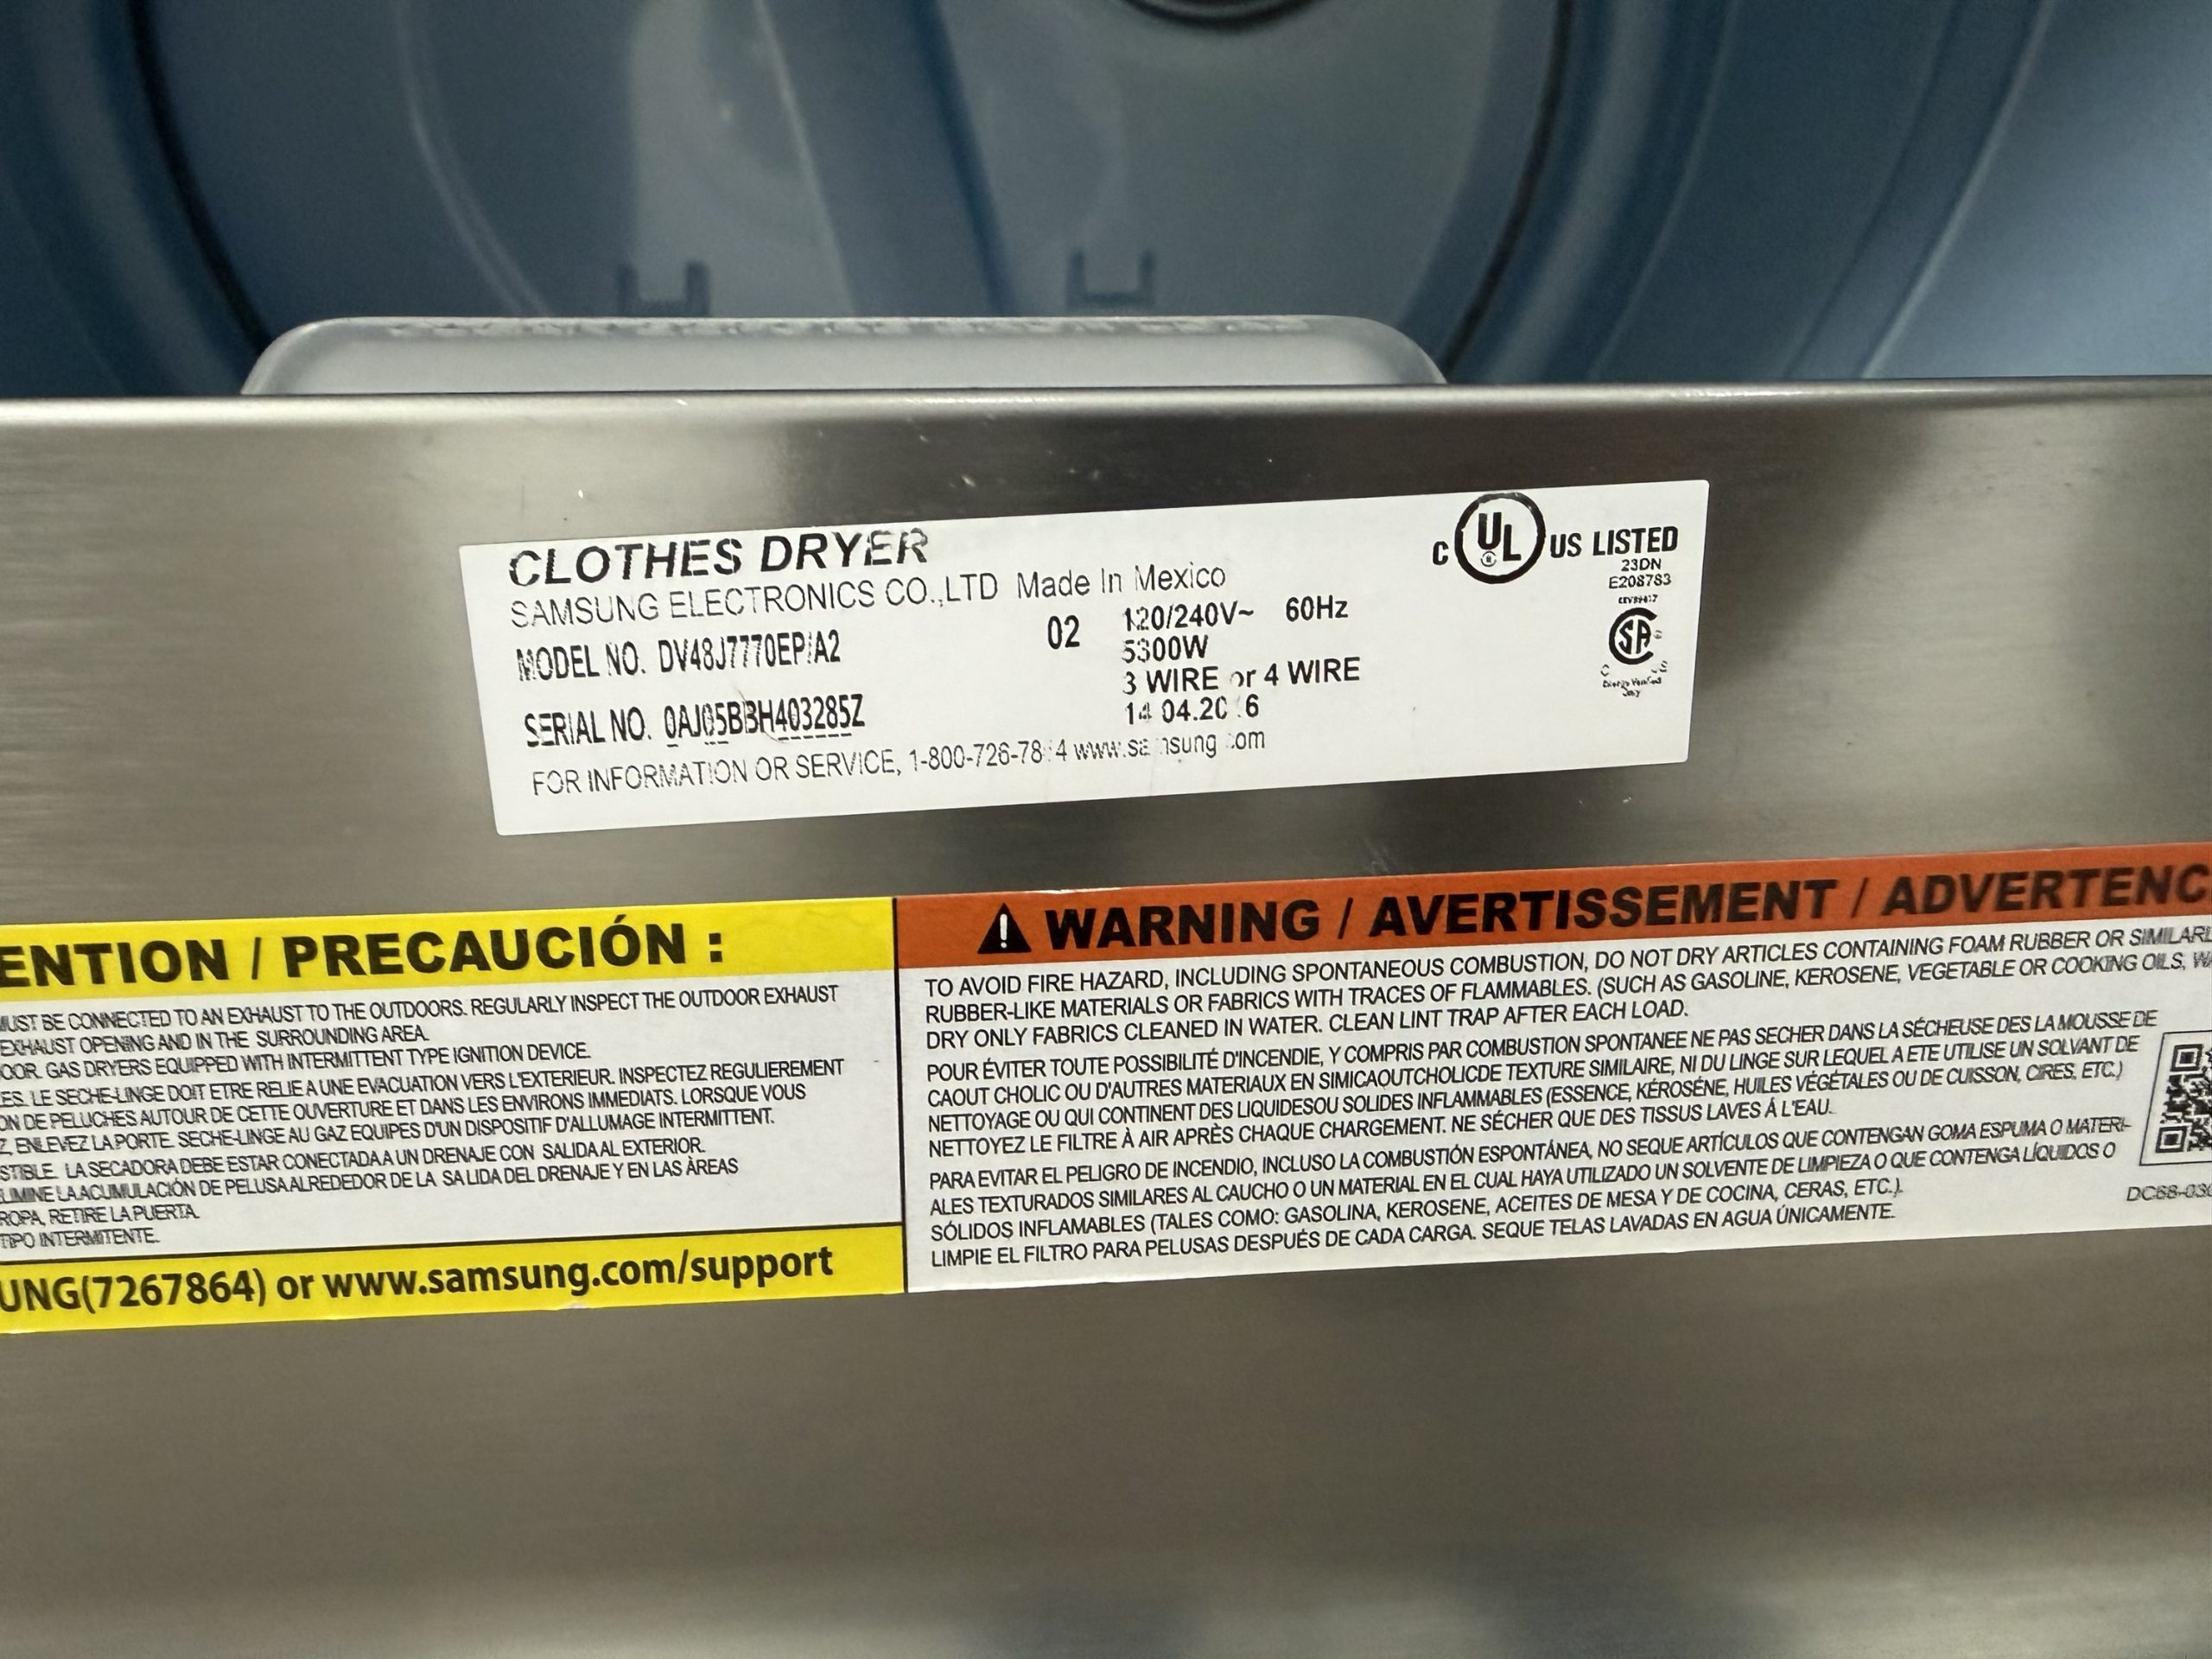 CLOTHES DRYER
SAMSUNG ELECTRONICS CO.,LTD Made In Mexico
MODEL NO. DV48J7770EP/A2
02
120/240V~ 60Hz
5300W
3 WIRE or 4 WIRE
SERIAL NO. 0AJ05BBH403285Z
FOR INFORMATION OR SERVICE,
C UL US LISTED
23DN
E208783
SA
ENTION / PRECAUCIÓN :
MUST BE CONNECTED TO AN EXHAUST TO THE OUTDOORS. REGULARLY INSPECT THE OUTDOOR EXHAUST
EXHAUST OPENING AND IN THE SURROUNDING AREA.
OOR. GAS DRYERS EQUIPPED WITH INTERMITTENT TYPE IGNITION DEVICE.
ES. LE SECHE-LINGE DOIT ETRE RELIE A UNE EVACUATION VERS L'EXTERIEUR. INSPECTEZ REGULIEREMENT
ON DE PELUCHES AUTOUR DE CETTE OUVERTURE ET DANS LES ENVIRONS IMMEDIATS. LORSQUE VOUS
Z, ENLEVEZ LA PORTE. SECHE-LINGE AU GAZ EQUIPES D'UN DISPOSITIF D'ALLUMAGE INTERMITTENT.
STIBLE. LA SECADORA DEBE ESTAR CONECTADA A UN DRENAJE CON SALIDA AL EXTERIOR.
LIMINE LA ACUMULACIÓN DE PELUSA ALREDEDOR DE LA SA LIDA DEL DRENAJE Y EN LAS ÀREAS
ROPA, RETIRE LA PUERTA.
TIPO INTERMITENTE.
UNG(7267864) or www.samsung.com/support
WARNING / AVERTISSEMENT / ADVERTENC
TO AVOID FIRE HAZARD, INCLUDING SPONTANEOUS COMBUSTION, DO NOT DRY ARTICLES CONTAINING FOAM RUBBER OR SIMILARL
RUBBER-LIKE MATERIALS OR FABRICS WITH TRACES OF FLAMMABLES. (SUCH AS GASOLINE, KEROSENE, VEGETABLE OR COOKING OILS, WA
DRY ONLY FABRICS CLEANED IN WATER. CLEAN LINT TRAP AFTER EACH LOAD.
POUR ÉVITER TOUTE POSSIBILITÉ D'INCENDIE, Y COMPRIS PAR COMBUSTION SPONTANEE NE PAS SECHER DANS LA SÉCHEUSE DES LA MOUSSE DE
CAOUT CHOLIC OU D'AUTRES MATERIAUX EN SIMICAOUTCHOLICDE TEXTURE SIMILAIRE, NI DU LINGE SUR LEQUEL A ETE UTILISE UN SOLVANT DE
NETTOYAGE OU QUI CONTINENT DES LIQUIDESOU SOLIDES INFLAMMABLES (ESSENCE, KÉROSÉNE, HUILES VÉGÉTALES OU DE CUISSON, CIRES, ETC.)
NETTOYEZ LE FILTRE À AIR APRÈS CHAQUE CHARGEMENT. NE SÉCHER QUE DES TISSUS LAVES Á L'EAU.
PARA EVITAR EL PELIGRO DE INCENDIO, INCLUSO LA COMBUSTIÓN ESPONTÁNEA, NO SEQUE ARTÍCULOS QUE CONTENGAN GOMA ESPUMA O MATERI-
ALES TEXTURADOS SIMILARES AL CAUCHO O UN MATERIAL EN EL CUAL HAYA UTILIZADO UN SOLVENTE DE LIMPIEZA O QUE CONTENGA LÍQUIDOS O
SÓLIDOS INFLAMABLES (TALES COMO: GASOLINA, KEROSENE, ACEITES DE MESA Y DE COCINA, CERAS, ETC.).
LIMPIE EL FILTRO PARA PELUSAS DESPUÉS DE CADA CARGA. SEQUE TELAS LAVADAS EN AGUA ÚNICAMENTE.